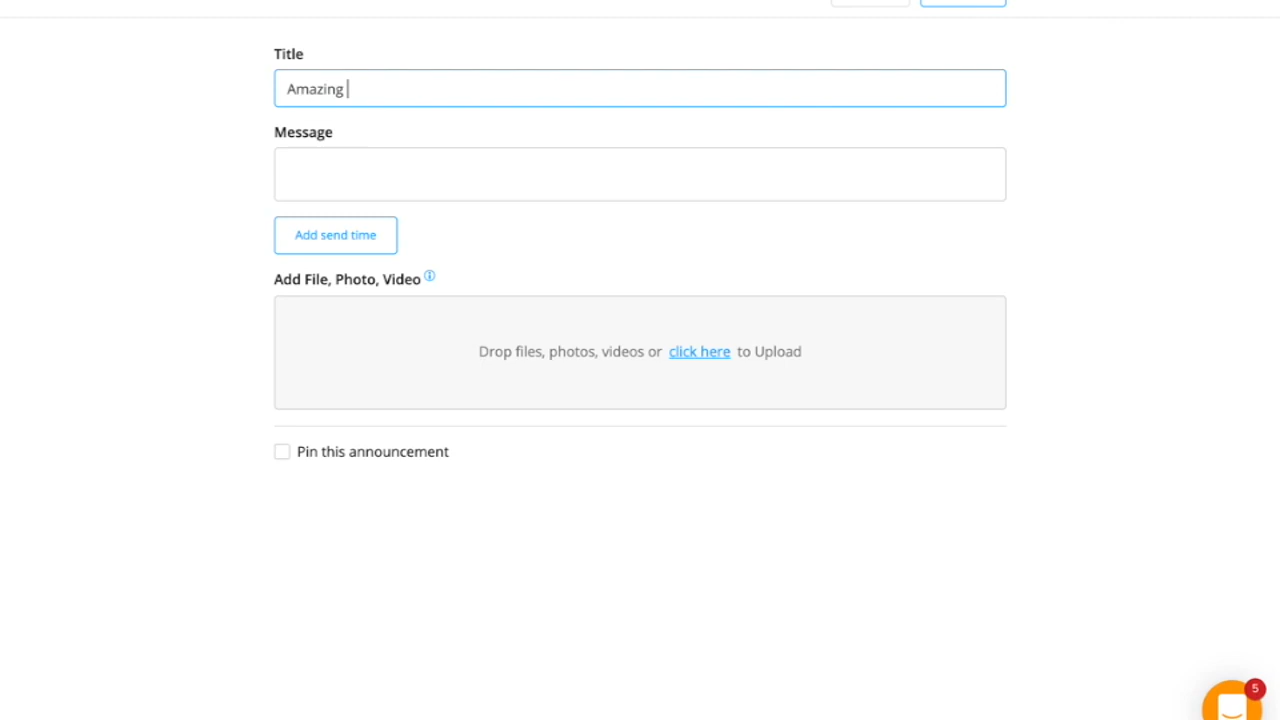 Title
Amazing
Message
Add send time
Add File, Photo, Video
Drop files, photos, videos or click here to Upload
Pin this announcement
5